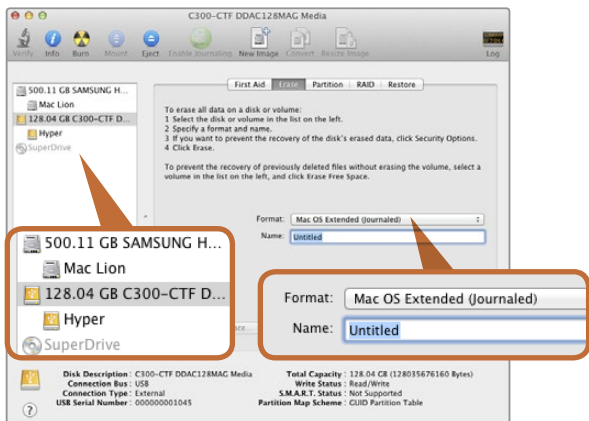 C300-CTF DDAC128MAG Media
Verify Info Burn Mount Eject Enable Journaling New Image Convert Resize Image Log
First Aid Erase Partition RAID Restore
500.11 GB SAMSUNG H...
Mac Lion
128.04 GB C300-CTF D...
Hyper
SuperDrive
To erase all data on a disk or volume:
1 Select the disk or volume in the list on the left.
2 Specify a format and name.
3 If you want to prevent the recovery of the disk's erased data, click Security Options.
4 Click Erase.
To prevent the recovery of previously deleted files without erasing the volume, select a
volume in the list on the left, and click Erase Free Space.
Format: Mac OS Extended (Journaled)
Name: Untitled
500.11 GB SAMSUNG H...
Mac Lion
128.04 GB C300-CTF D...
Hyper
SuperDrive
Format: Mac OS Extended (Journaled)
Name: Untitled
Disk Description : C300-CTF DDAC128MAG Media
Connection Bus : USB
Connection Type : External
USB Serial Number : 000000001045
Total Capacity : 128.04 GB (128035676160 Bytes)
Write Status : Read/Write
S.M.A.R.T. Status : Not Supported
Partition Map Scheme : GUID Partition Table
?